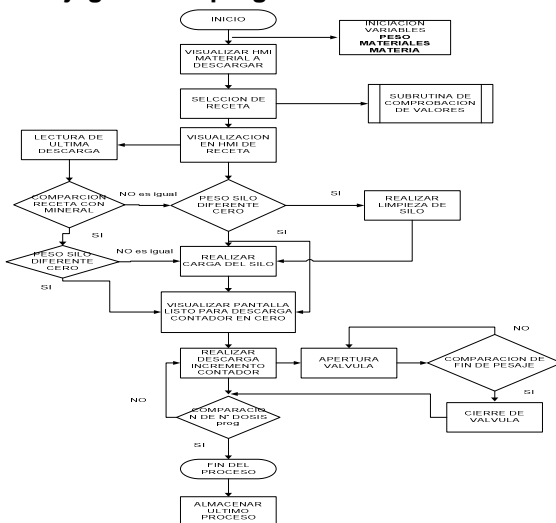 INICIO
INICIACION
VARIABLES
PESO
MATERIALES
MATERIA
VISUALIZAR HMI
MATERIAL A
DESCARGAR
SELCCION DE
RECETA
SUBRUTINA DE
COMPROBACION
DE VALORES
LECTURA DE
ULTIMA
DESCARGA
VISUALIZACION
EN HMI DE
RECETA
COMPARCION
RECETA CON
MINERAL
NO es igual
PESO SILO
DIFERENTE
CERO
SI
REALIZAR
LIMPIEZA DE
SILO
SI
SI
PESO SILO
DIFERENTE
CERO
NO es igual
REALIZAR
CARGA DEL SILO
SI
VISUALIZAR PANTALLA
LISTO PARA DESCARGA
CONTADOR EN CERO
NO
REALIZAR
DESCARGA
INCREMENTO
CONTADOR
APERTURA
VALVULA
COMPARACION DE
FIN DE PESAJE
SI
NO
COMPARACIO
N DE N° DOSIS
prog
CIERRE DE
VALVULA
SI
FIN DEL
PROCESO
ALMACENAR
ULTIMO
PROCESO